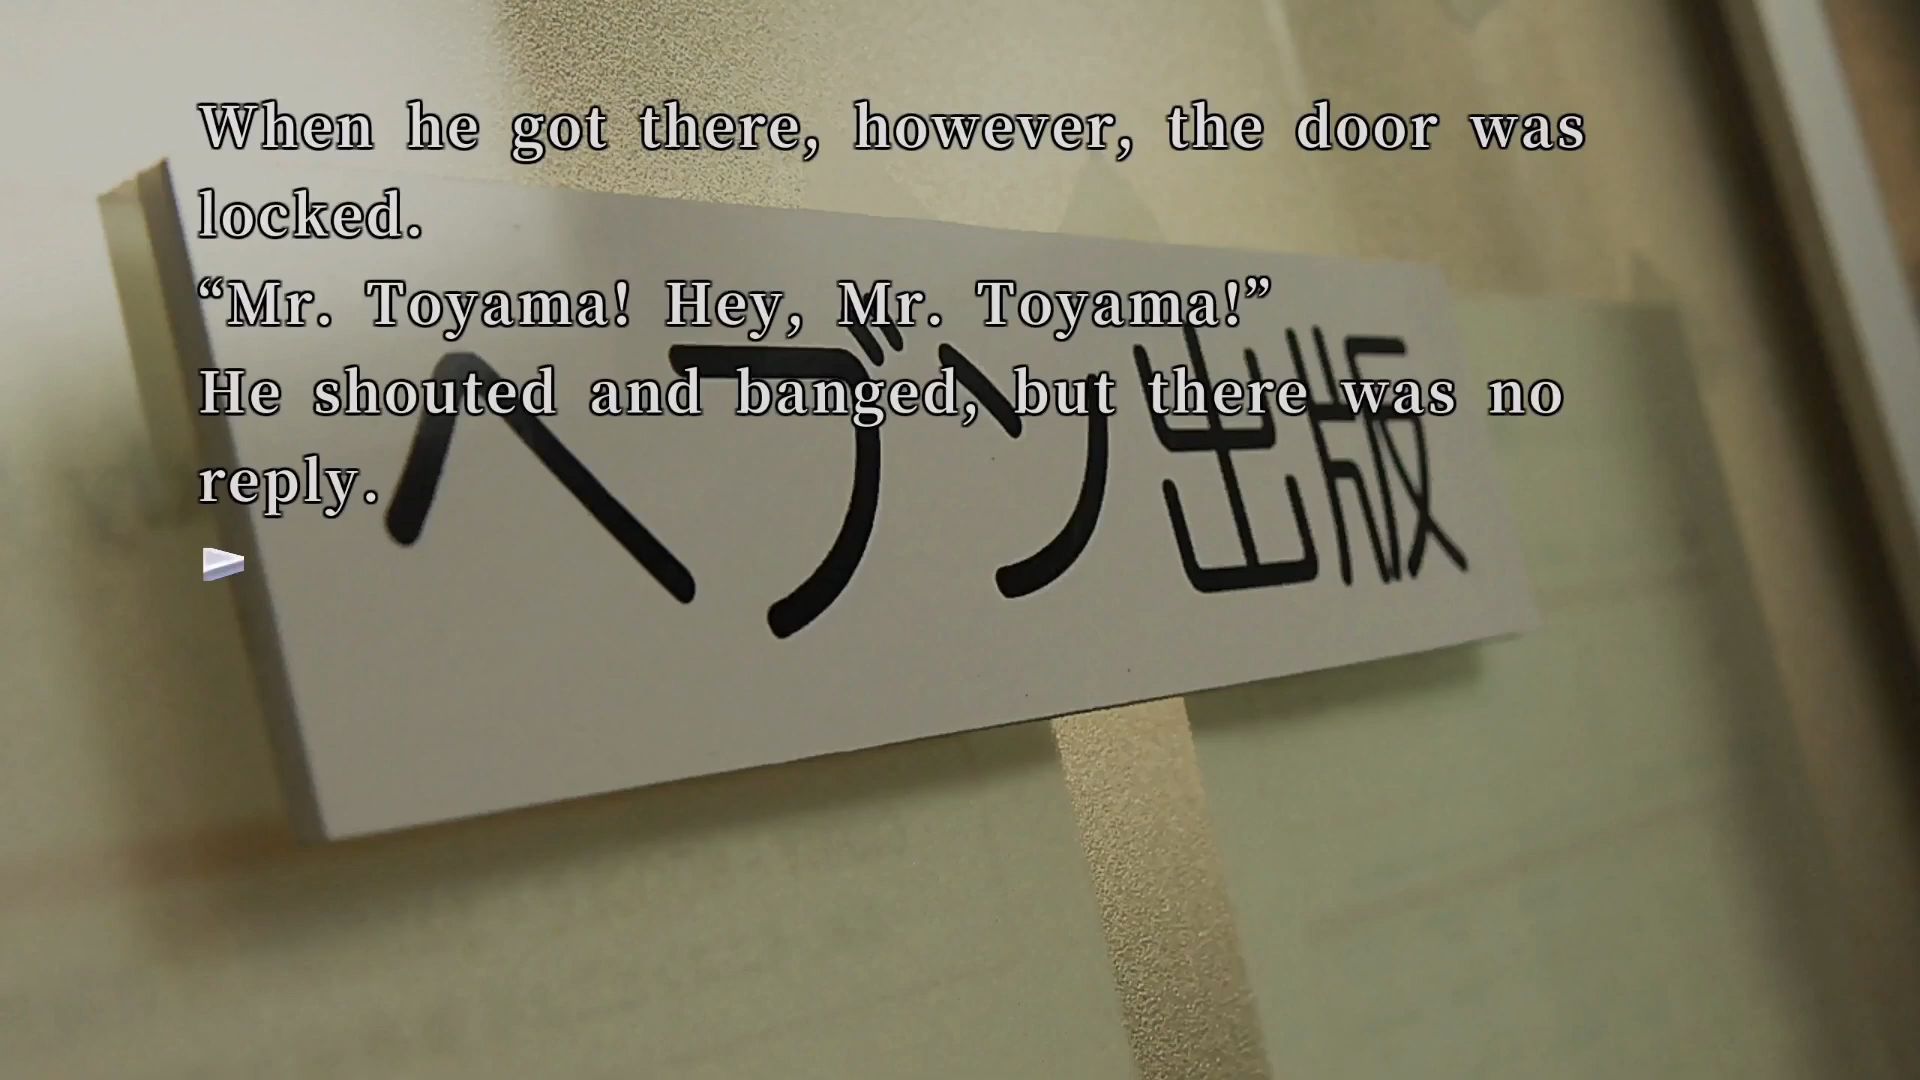 When he got there, however, the door was
locked.
“Mr. Toyama! Hey, Mr. Toyama!”
He shouted and banged, but there was no
reply.
ヘブン出版